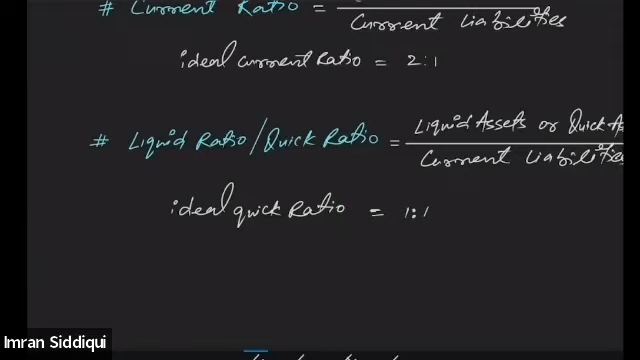 # Current Ratio =
Current Liabilities
ideal current Ratio = 2:1
# Liquid Ratio/Quick Ratio = Liquid Assets or Quick As
Current Liabilities
ideal quick Ratio = 1:1
Imran Siddiqui